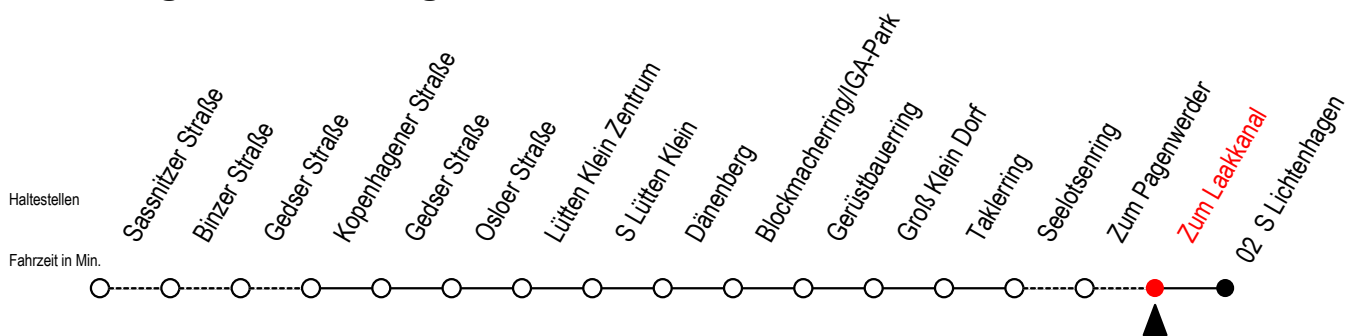 Haltestellen
Fahrzeit in Min.
Sassnitzer Straße
Binzer Straße
Gedser Straße
Kopenhagener Straße
Gedser Straße
Osloer Straße
Lütten Klein Zentrum
S Lütten Klein
Dänenberg
Blockmacherring/IGA-Park
Gerüstbauerring
Groß Klein Dorf
Taklerring
Seelotsenring
Zum Pagenwerder
Zum Laakkanal
02 S Lichtenhagen